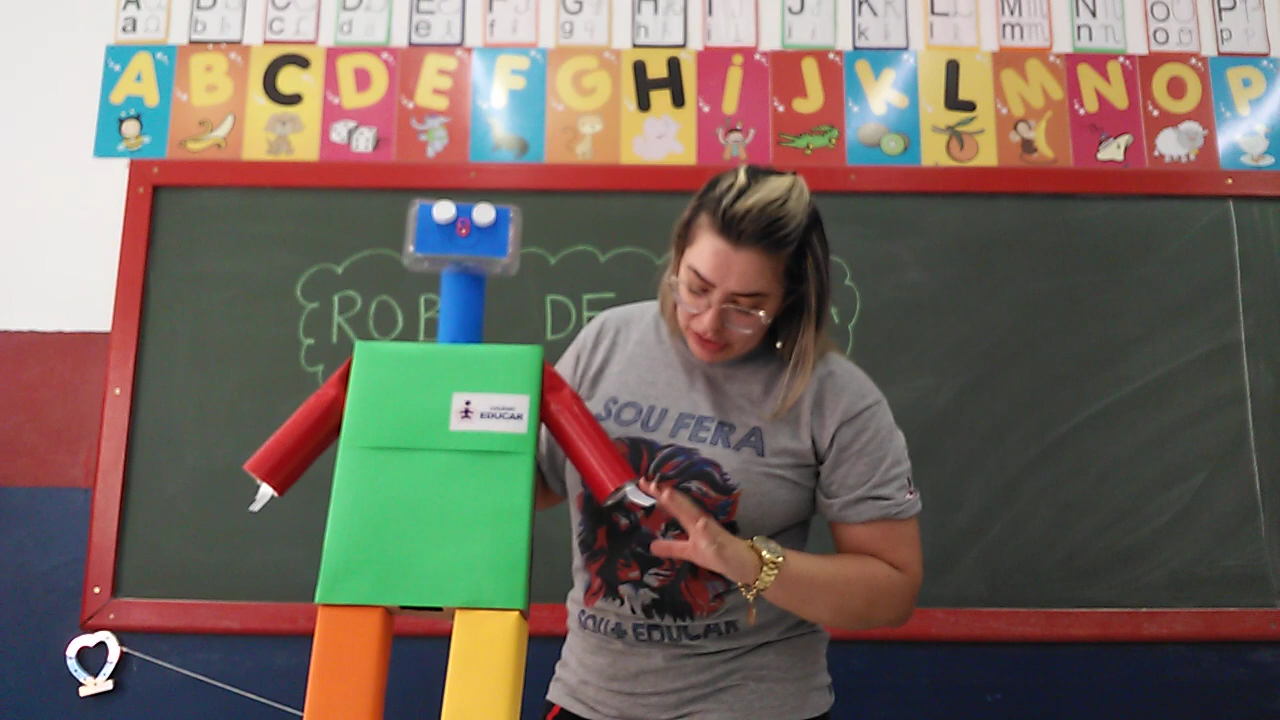 A B C D E F G H I J K L M N O P
a b c d e f g h i j k l m n o p
A B C D E F G H i J K L M N O P
ROB DE
EDUCAR
SOU FERA
SOU + EDUCAR